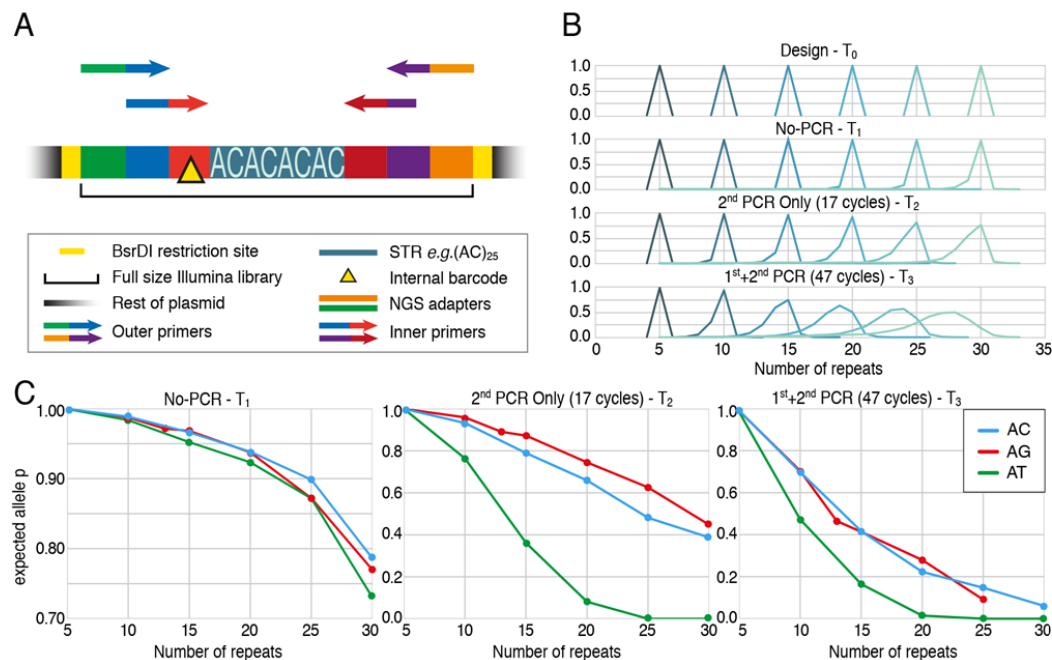 A
ACACACAC
BsrDI restriction site
STR e.g.(AC)25
Full size Illumina library
Internal barcode
Rest of plasmid
NGS adapters
Outer primers
Inner primers
B
Design - T0
1.0
0.5
0.0
No-PCR - T1
1.0
0.5
0.0
2nd PCR Only (17 cycles) - T2
1.0
0.5
0.0
1st+2nd PCR (47 cycles) - T3
1.0
0.5
0.0
0 5 10 15 20 25 30 35
Number of repeats
C
No-PCR - T1
1.00
0.90
0.80
0.70
expected allele p
5 10 15 20 25 30
Number of repeats
2nd PCR Only (17 cycles) - T2
1.0
0.8
0.6
0.4
0.2
0.0
5 10 15 20 25 30
Number of repeats
1st+2nd PCR (47 cycles) - T3
1.0
0.8
0.6
0.4
0.2
0.0
5 10 15 20 25 30
Number of repeats
AC
AG
AT